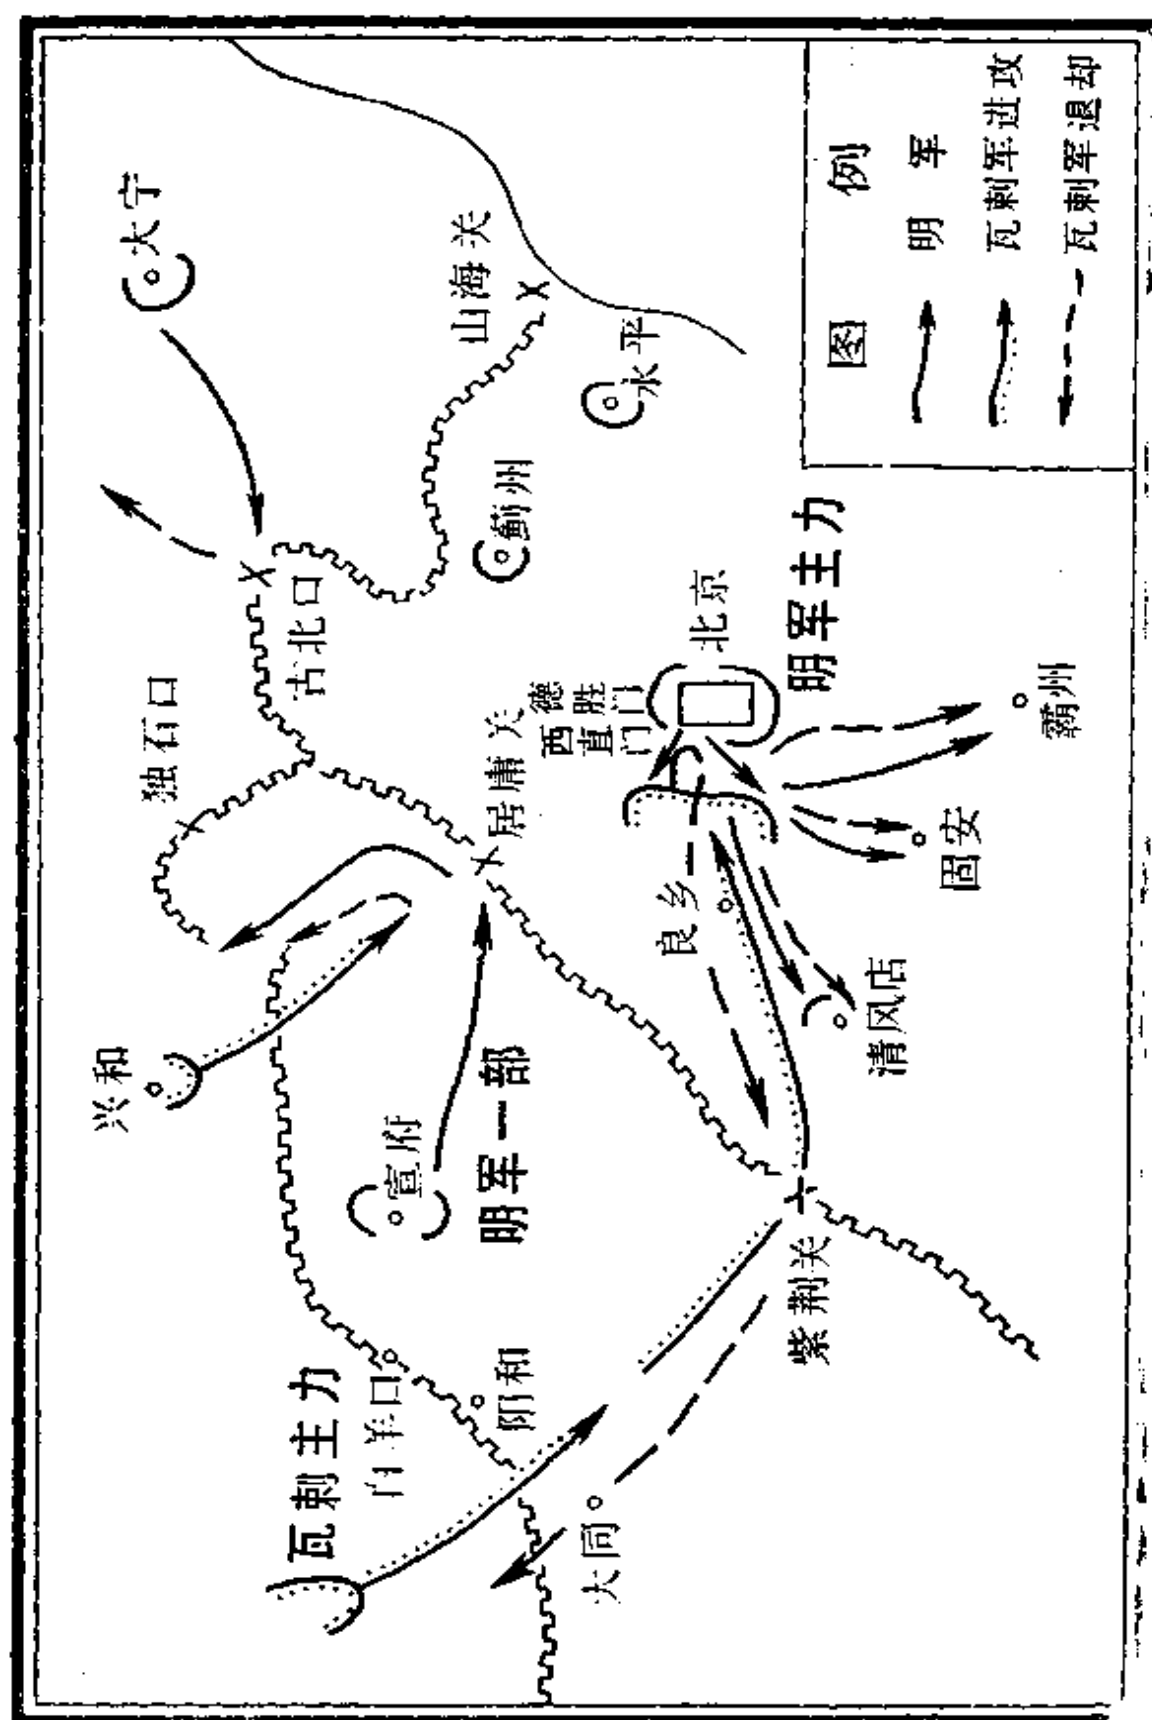 图 例
明 军
瓦剌军进攻
瓦剌军退却
大宁
山海关
永平
蓟州
古北口
独石口
居庸关
德胜门
西直门
北京
明军主力
霸州
固安
良乡
清风店
兴和
宣府
明军一部
紫荆关
瓦剌主力
白羊口
阳和
大同